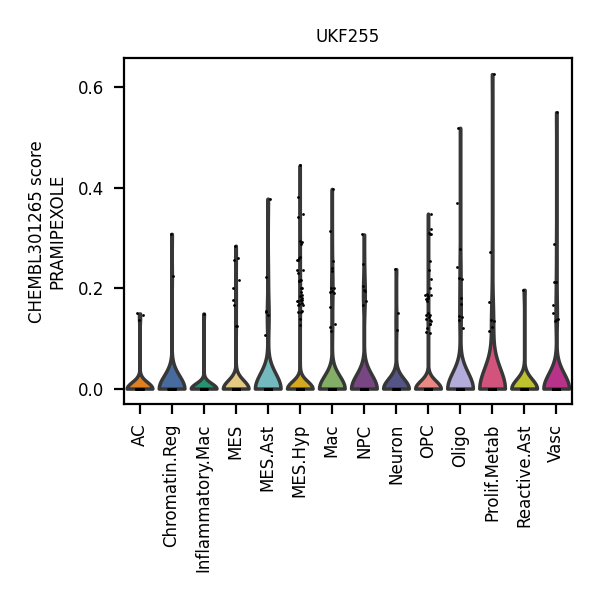 UKF255
CHEMBL301265 score
PRAMIPEXOLE
0.6
0.4
0.2
0.0
AC
Chromatin.Reg
Inflammatory.Mac
MES
MES.Ast
MES.Hyp
Mac
NPC
Neuron
OPC
Oligo
Prolif.Metab
Reactive.Ast
Vasc